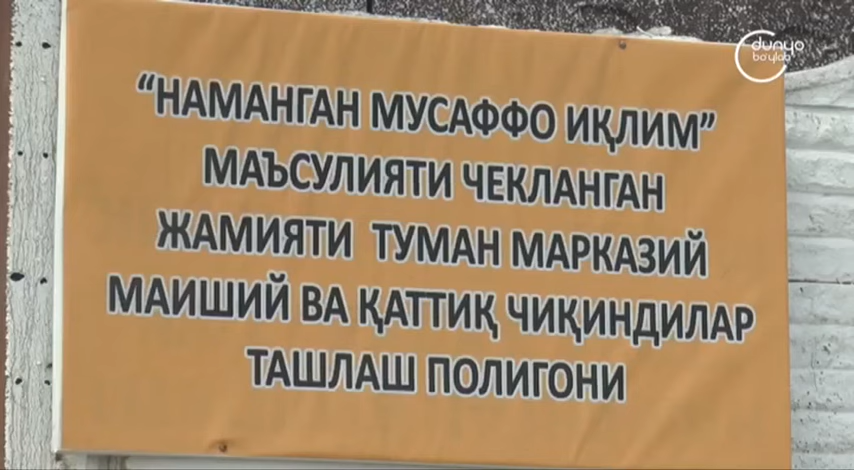 dunyo
bo'ylab
“НАМАНГАН МУСАФФО ИҚЛИМ”
МАЪСУЛИЯТИ ЧЕКЛАНГАН
ЖАМИЯТИ ТУМАН МАРКАЗИЙ
МАИШИЙ ВА ҚАТТИҚ ЧИҚИНДИЛАР
ТАШЛАШ ПОЛИГОНИ